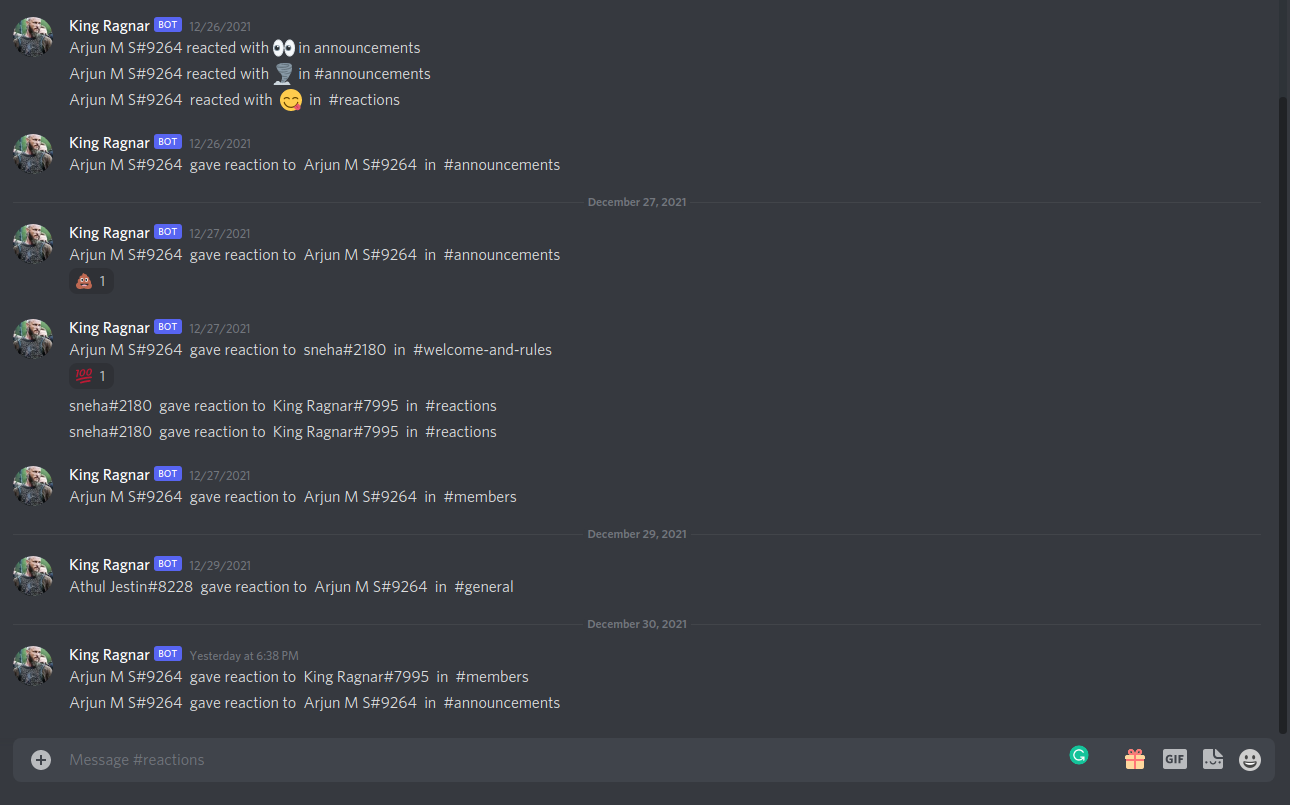 King Ragnar BOT 12/26/2021
Arjun M S#9264 reacted with 👀 in announcements
Arjun M S#9264 reacted with 🌪️ in #announcements
Arjun M S#9264 reacted with 😋 in #reactions
King Ragnar BOT 12/26/2021
Arjun M S#9264 gave reaction to Arjun M S#9264 in #announcements
December 27, 2021
King Ragnar BOT 12/27/2021
Arjun M S#9264 gave reaction to Arjun M S#9264 in #announcements
💩 1
King Ragnar BOT 12/27/2021
Arjun M S#9264 gave reaction to sneha#2180 in #welcome-and-rules
💯 1
sneha#2180 gave reaction to King Ragnar#7995 in #reactions
sneha#2180 gave reaction to King Ragnar#7995 in #reactions
King Ragnar BOT 12/27/2021
Arjun M S#9264 gave reaction to Arjun M S#9264 in #members
December 29, 2021
King Ragnar BOT 12/29/2021
Athul Jestin#8228 gave reaction to Arjun M S#9264 in #general
December 30, 2021
King Ragnar BOT Yesterday at 6:38 PM
Arjun M S#9264 gave reaction to King Ragnar#7995 in #members
Arjun M S#9264 gave reaction to Arjun M S#9264 in #announcements
Message #reactions
GIF